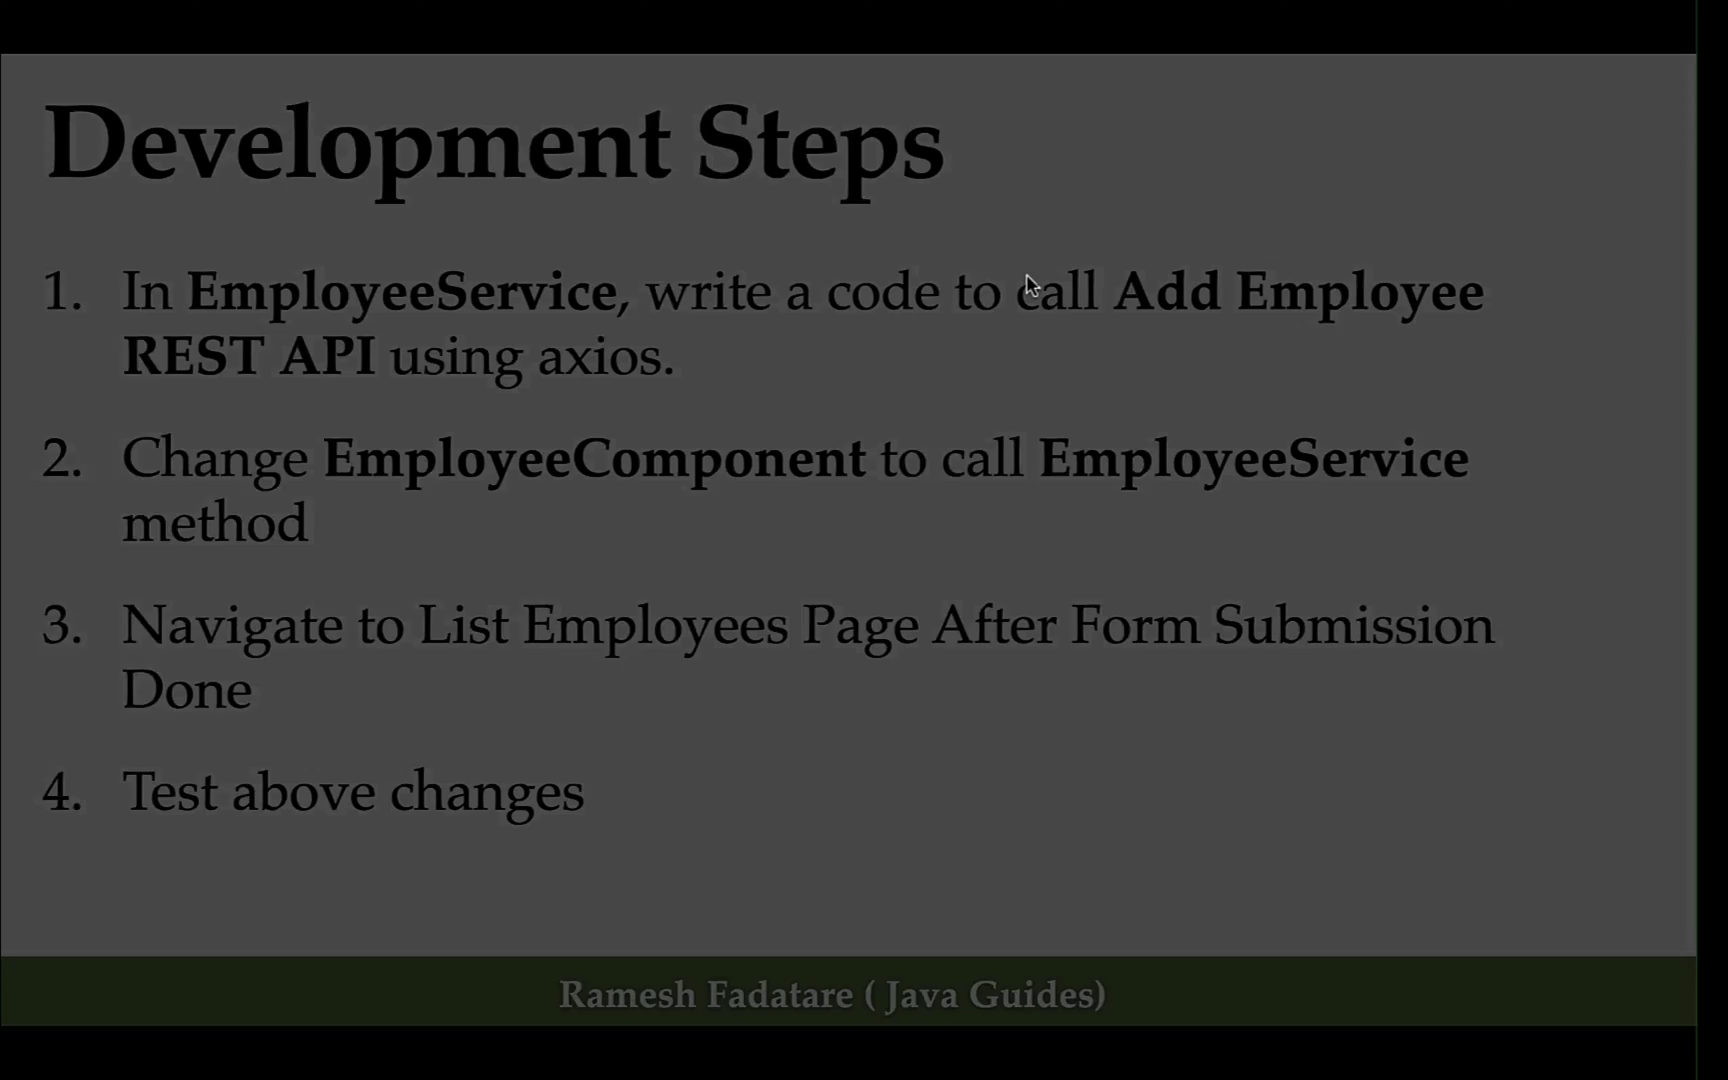 Development Steps
1. In EmployeeService, write a code to call Add Employee
REST API using axios.
2. Change EmployeeComponent to call EmployeeService
method
3. Navigate to List Employees Page After Form Submission
Done
4. Test above changes
Ramesh Fadatare ( Java Guides)